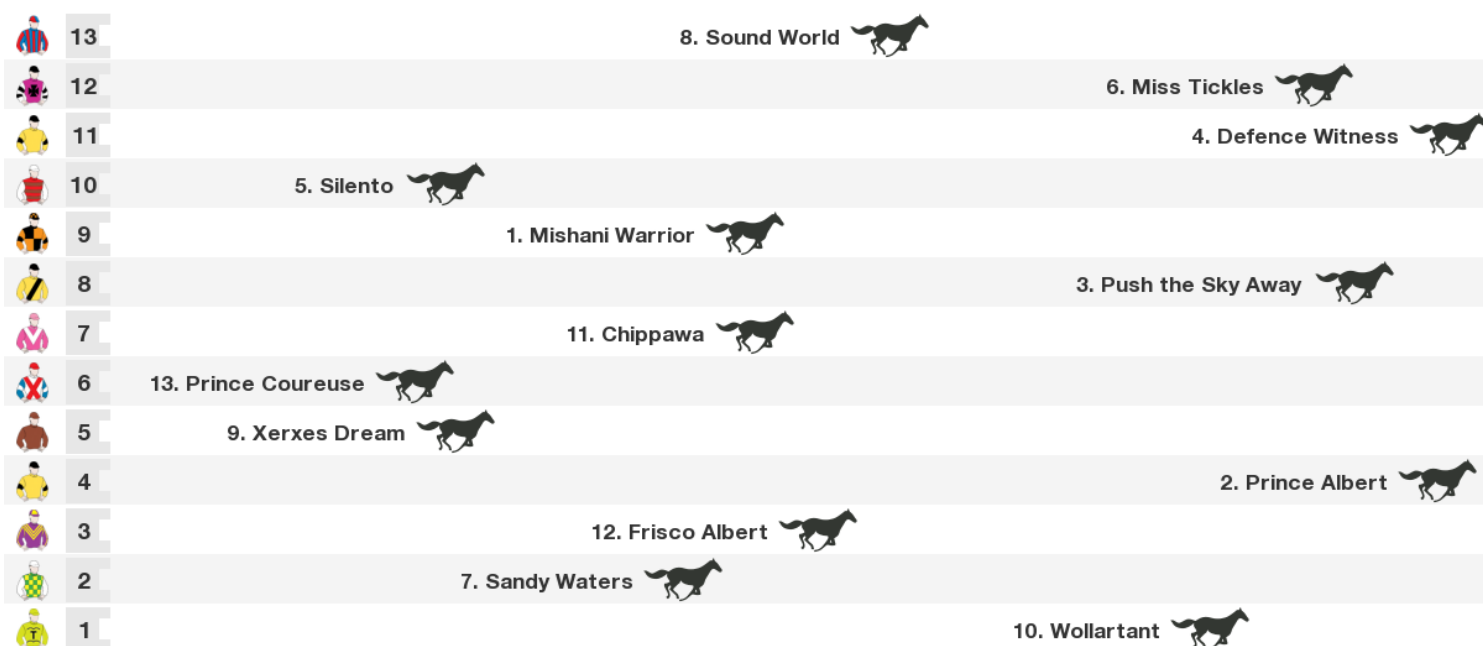 13 8. Sound World
12 6. Miss Tickles
11 4. Defence Witness
10 5. Silento
9 1. Mishani Warrior
8 3. Push the Sky Away
7 11. Chippawa
6 13. Prince Coureuse
5 9. Xerxes Dream
4 2. Prince Albert
3 12. Frisco Albert
2 7. Sandy Waters
T 1 10. Wollartant